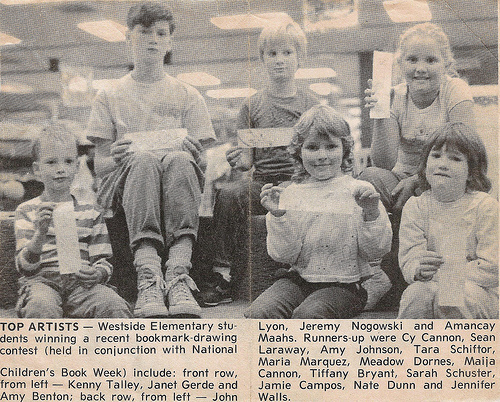 TOP ARTISTS — Westside Elementary stu-
dents winning a recent bookmark-drawing
contest (held in conjunction with National
Children's Book Week) include: front row,
from left — Kenny Talley, Janet Gerde and
Amy Benton; back row, from left — John
Lyon, Jeremy Nogowski and Amancay
Maahs. Runners-up were Cy Cannon, Sean
Laraway, Amy Johnson, Tara Schiftor,
Maria Marquez, Meadow Dornes, Maija
Cannon, Tiffany Bryant, Sarah Schuster,
Jamie Campos, Nate Dunn and Jennifer
Walls.